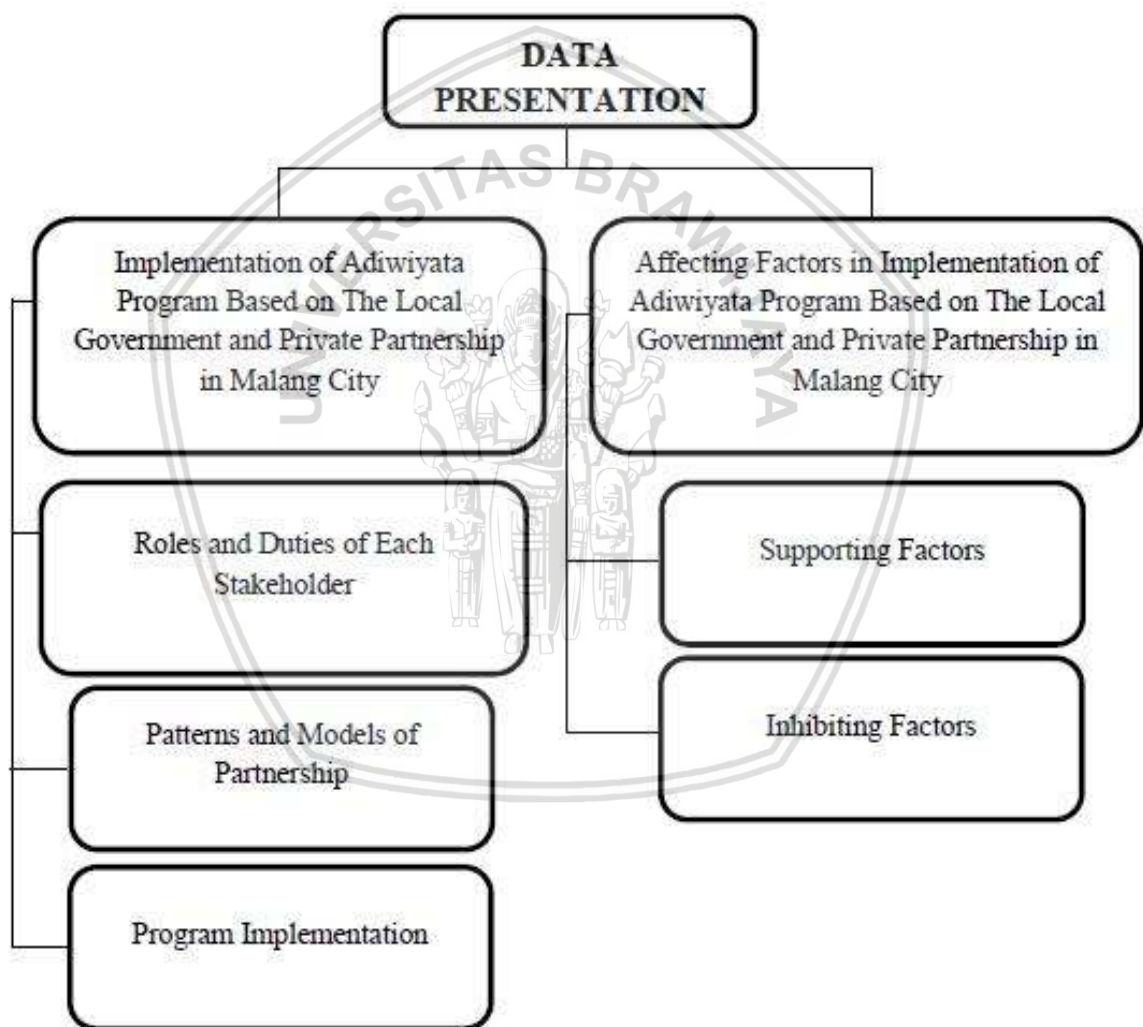 DATA
PRESENTATION
UNIVERSITAS BRAWIJAYA
Implementation of Adiwiyata
Program Based on The Local
Government and Private Partnership
in Malang City
Affecting Factors in Implementation of
Adiwiyata Program Based on The Local
Government and Private Partnership in
Malang City
Roles and Duties of Each
Stakeholder
Supporting Factors
Patterns and Models of
Partnership
Inhibiting Factors
Program Implementation